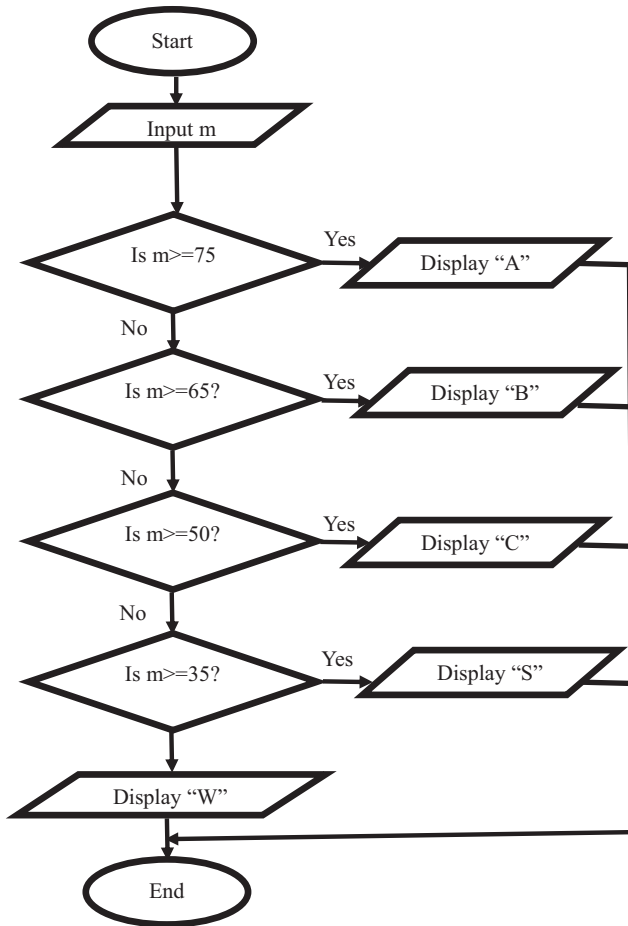 Start
Input m
Is m>=75
Yes
Display “A”
No
Is m>=65?
Yes
Display “B”
No
Is m>=50?
Yes
Display “C”
No
Is m>=35?
Yes
Display “S”
Display “W”
End